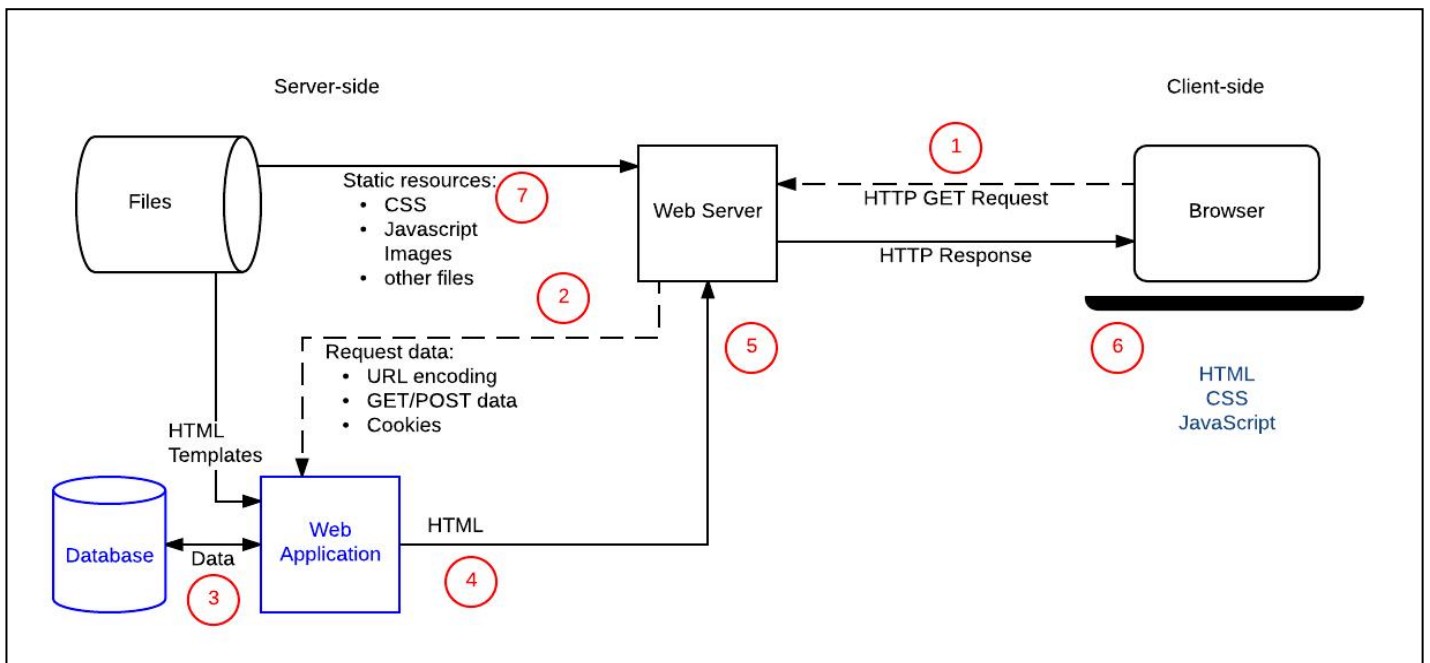 Server-side
Client-side
Files
Static resources:
• CSS
• Javascript
Images
• other files
7
Web Server
1
HTTP GET Request
HTTP Response
Browser
2
Request data:
• URL encoding
• GET/POST data
• Cookies
5
6
HTML
CSS
JavaScript
HTML
Templates
Database
Data
3
Web
Application
HTML
4